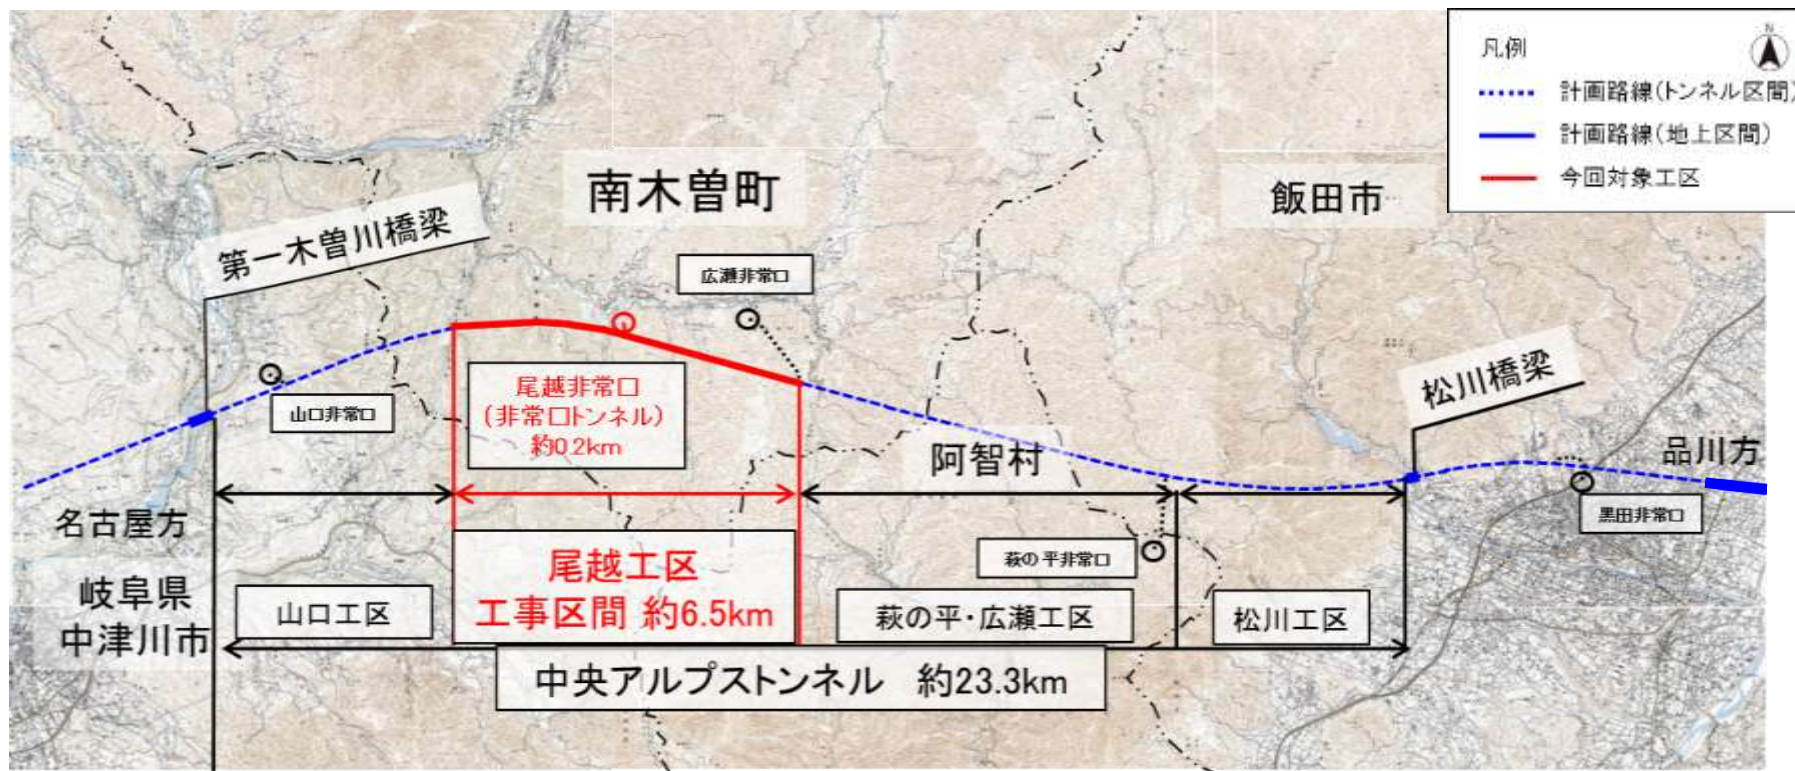 凡例
N
計画路線(トンネル区間)
計画路線(地上区間)
今回対象工区
南木曽町
飯田市
第一木曽川橋梁
広瀬非常口
松川橋梁
山口非常口
尾越非常口
(非常口トンネル)
約0.2km
阿智村
品川方
名古屋方
黒田非常口
萩の平非常口
岐阜県
中津川市
山口工区
尾越工区
工事区間 約6.5km
萩の平・広瀬工区
松川工区
中央アルプストンネル 約23.3km